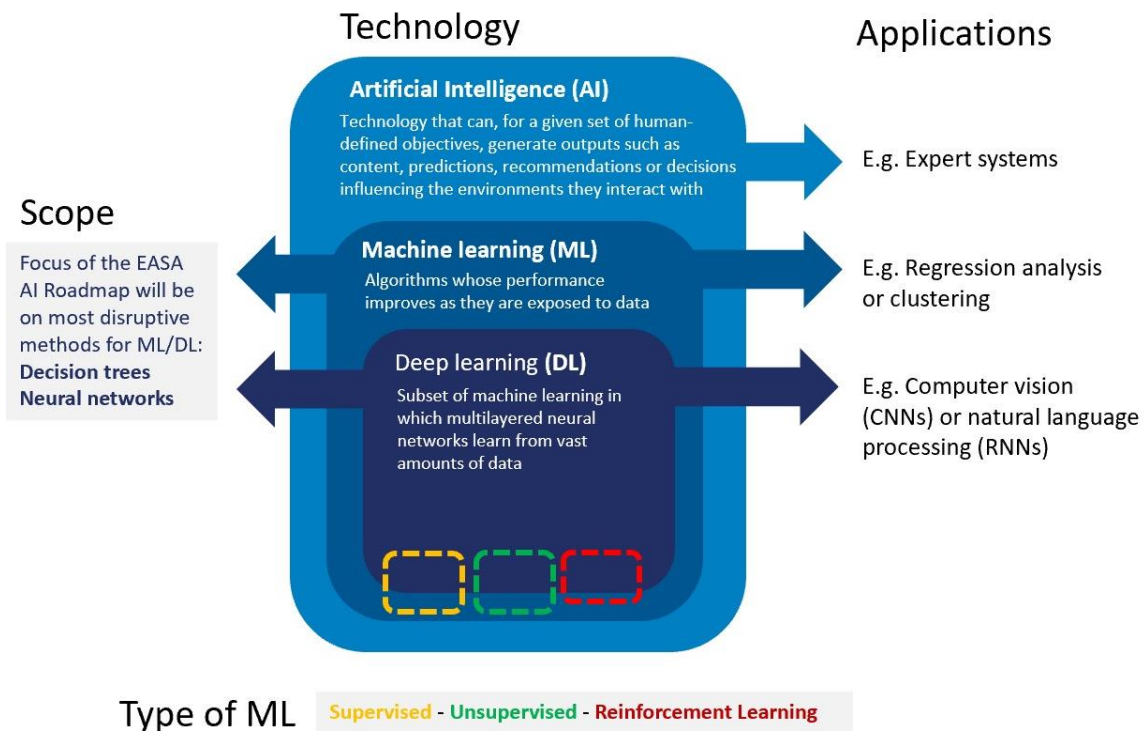 Technology
Applications
Artificial Intelligence (AI)
Technology that can, for a given set of human-
defined objectives, generate outputs such as
content, predictions, recommendations or decisions
influencing the environments they interact with
E.g. Expert systems
Scope
Focus of the EASA
AI Roadmap will be
on most disruptive
methods for ML/DL:
Decision trees
Neural networks
Machine learning (ML)
Algorithms whose performance
improves as they are exposed to data
E.g. Regression analysis
or clustering
Deep learning (DL)
Subset of machine learning in
which multilayered neural
networks learn from vast
amounts of data
E.g. Computer vision
(CNNs) or natural language
processing (RNNs)
Type of ML
Supervised - Unsupervised - Reinforcement Learning